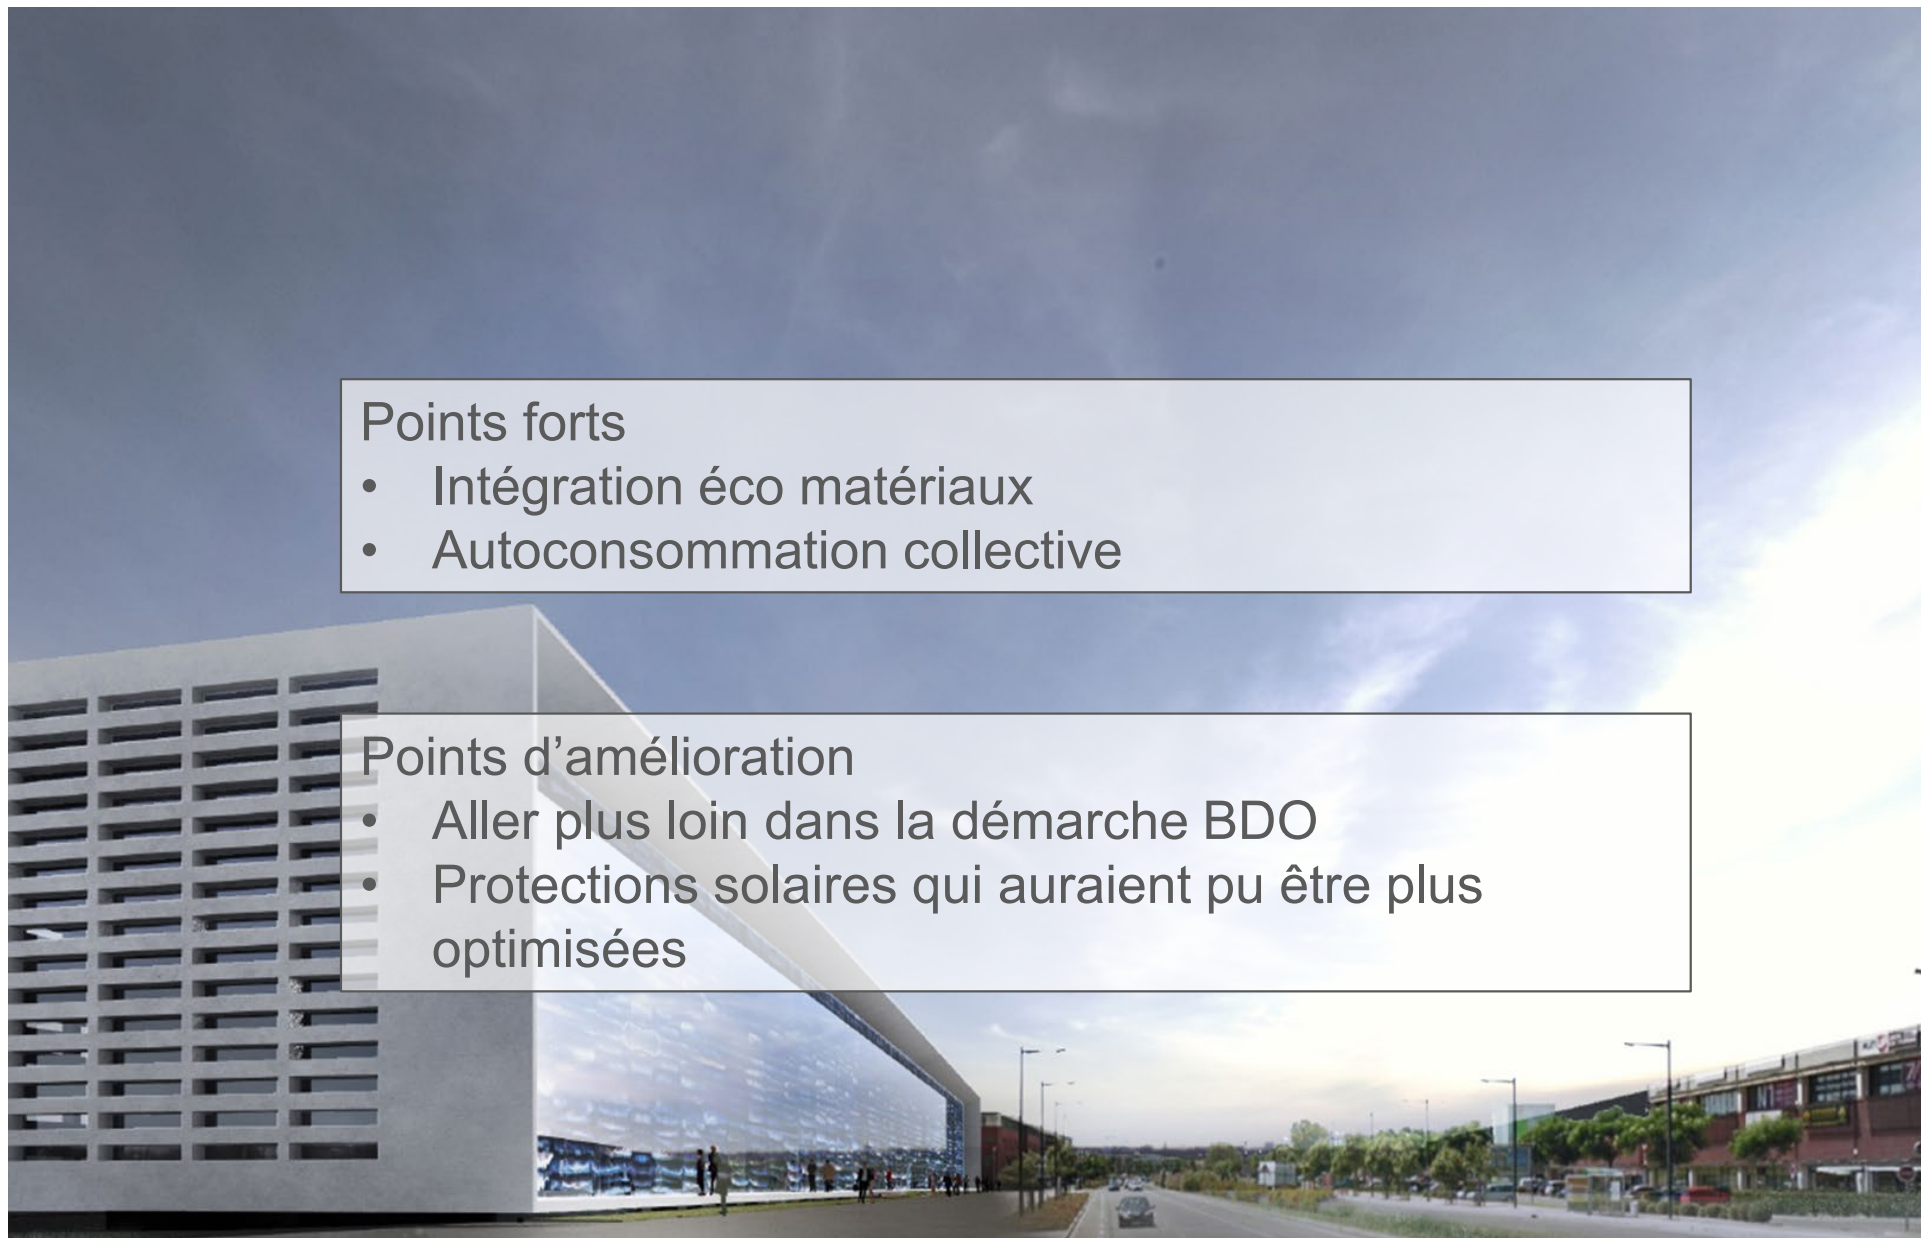 Points forts
• Intégration éco matériaux
• Autoconsommation collective
Points d’amélioration
• Aller plus loin dans la démarche BDO
• Protections solaires qui auraient pu être plus
optimisées